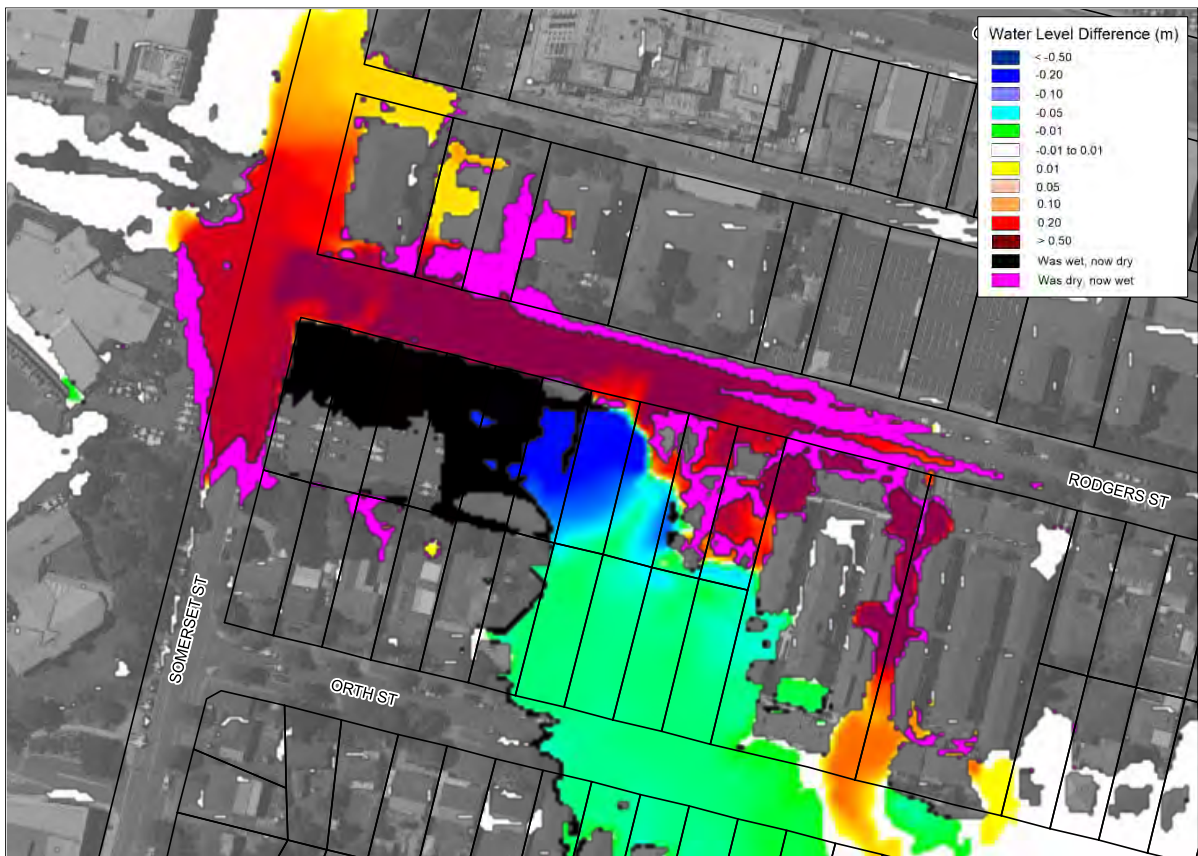 Water Level Difference (m)
< -0.50
-0.20
-0.10
-0.05
-0.01
-0.01 to 0.01
0.01
0.05
0.10
0.20
> 0.50
Was wet, now dry
Was dry, now wet
RODGERS ST
SOMERSET ST
ORTH ST